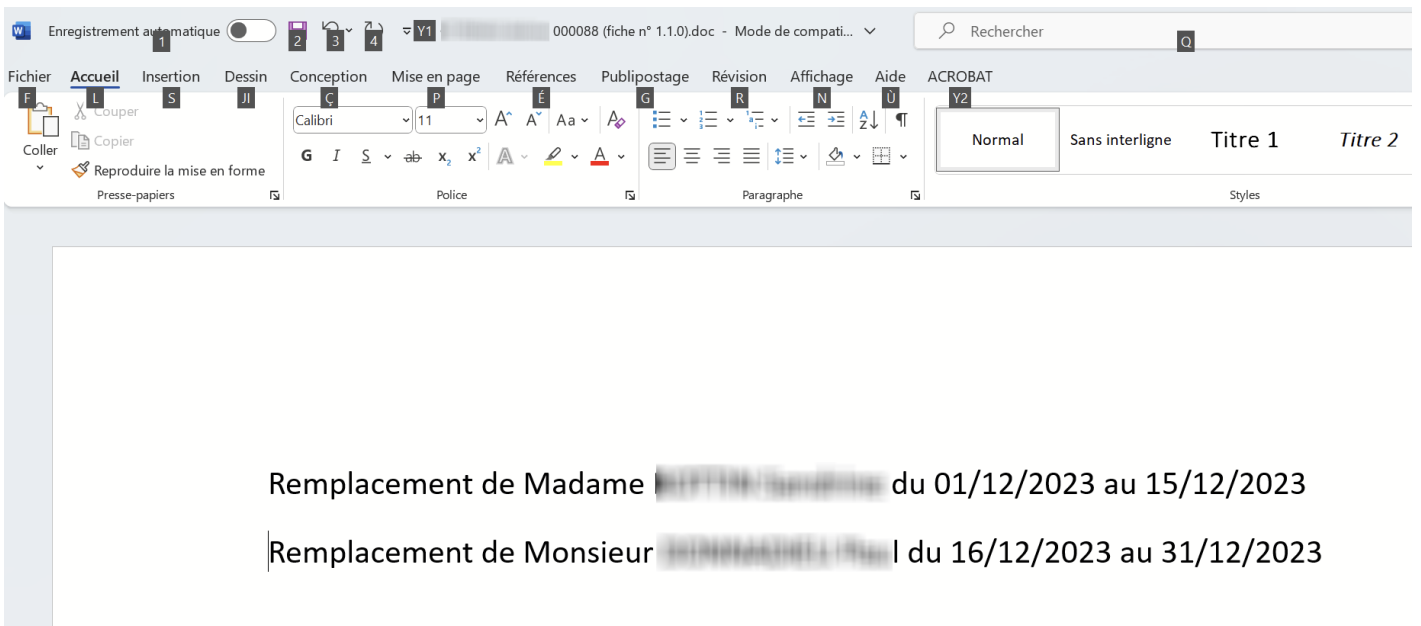 Enregistrement automatique 000088 (fiche n° 1.1.0).doc - Mode de compati... Rechercher
1 2 3 4 Y1 Q
Fichier Accueil Insertion Dessin Conception Mise en page Références Publipostage Révision Affichage Aide ACROBAT
F L S JI Ç P É G R N Ù Y2
Couper
Copier
Coller
Reproduire la mise en forme
Calibri 11 A A Aa A
G I S ab x₂ x² A A
Normal Sans interligne Titre 1 Titre 2
Presse-papiers Police Paragraphe Styles
Remplacement de Madame du 01/12/2023 au 15/12/2023
Remplacement de Monsieur l du 16/12/2023 au 31/12/2023